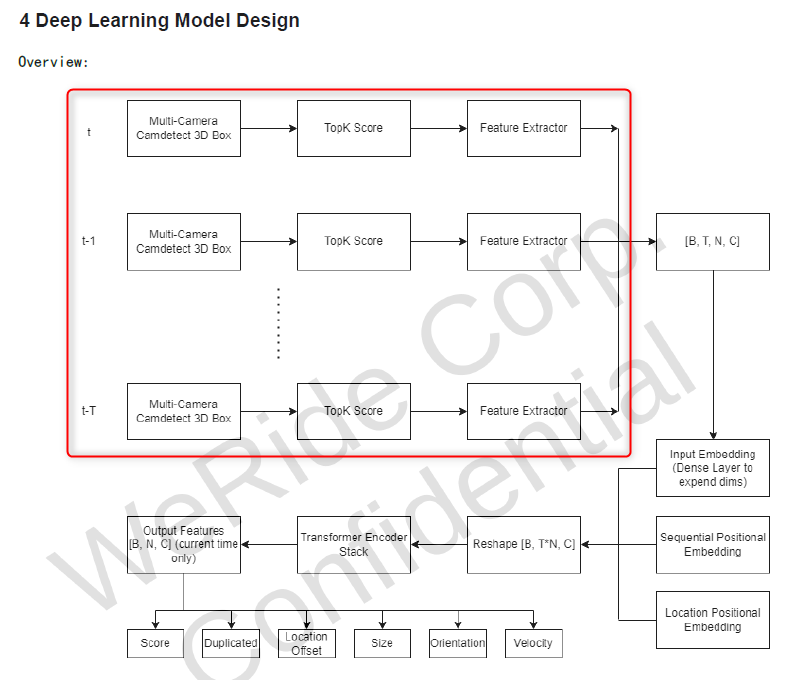 4 Deep Learning Model Design
Overview:
t
Multi-Camera
Camdetect 3D Box
TopK Score
Feature Extractor
t-1
Multi-Camera
Camdetect 3D Box
TopK Score
Feature Extractor
[B, T, N, C]
t-T
Multi-Camera
Camdetect 3D Box
TopK Score
Feature Extractor
Input Embedding
(Dense Layer to
expend dims)
Output Features
[B, N, C] (current time
only)
Transformer Encoder
Stack
Reshape [B, T*N, C]
Sequential Positional
Embedding
Location Positional
Embedding
Score
Duplicated
Location
Offset
Size
Orientation
Velocity
WeRide Corp.
Confidential